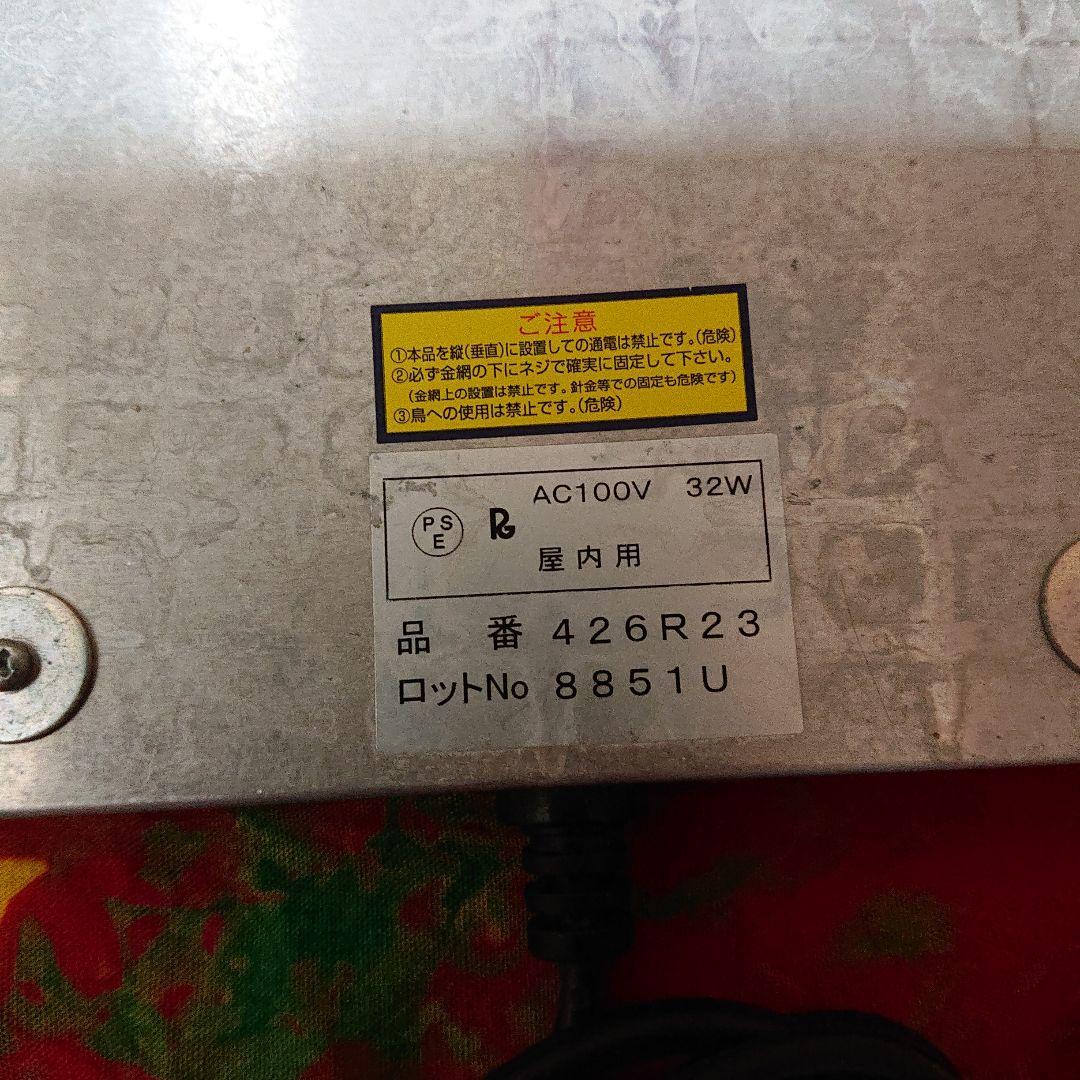 ご注意
①本品を縦(垂直)に設置しての通電は禁止です。(危険)
②必ず金網の下にネジで確実に固定して下さい。
(金網上の設置は禁止です。針金等での固定も危険です)
③鳥への使用は禁止です。(危険)
AC100V 32W
PS
E
屋内用
品 番 426R23
ロットNo 8851U